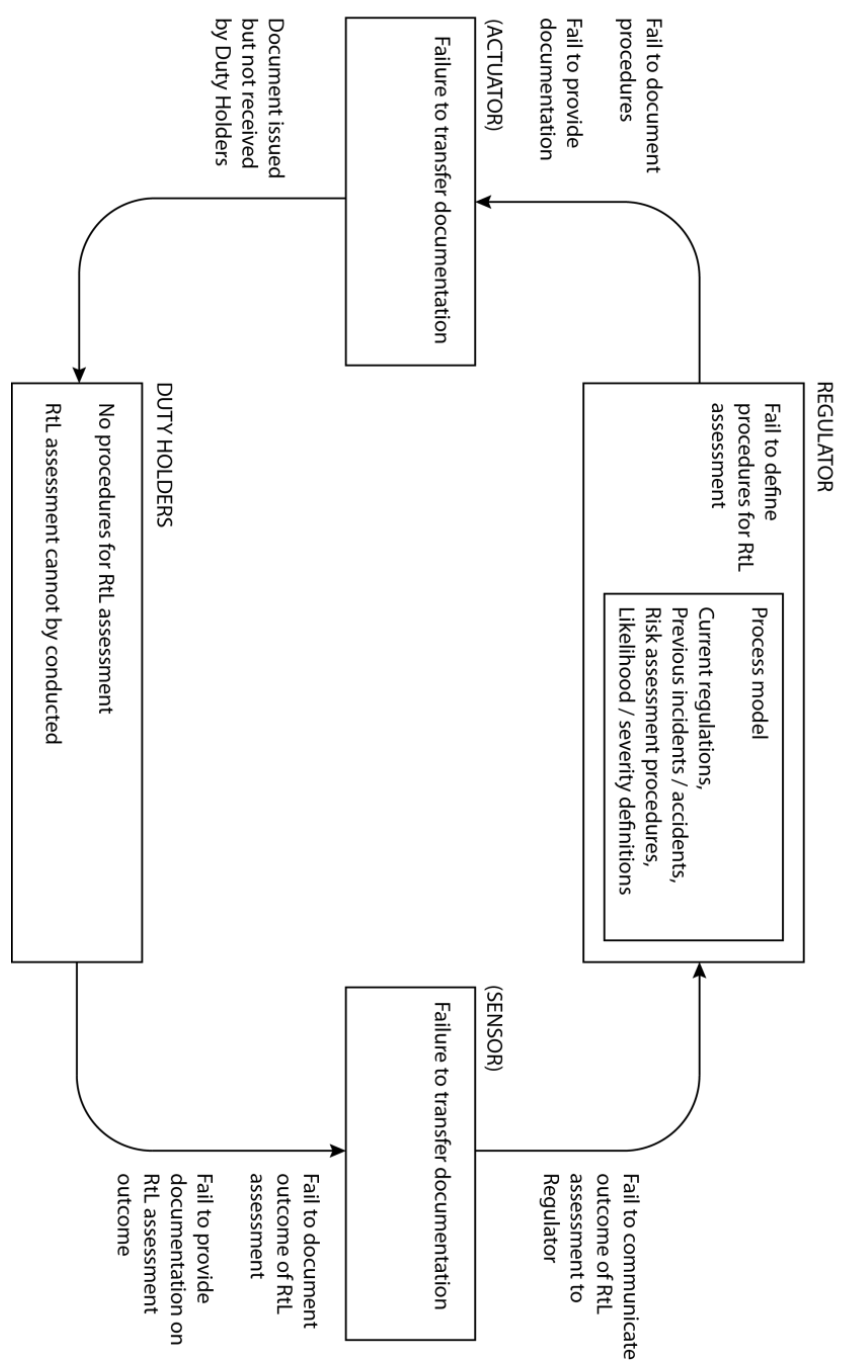 REGULATOR
Fail to define
procedures for RtL
assessment
Process model
Current regulations,
Previous incidents / accidents,
Risk assessment procedures,
Likelihood / severity definitions
Fail to document
procedures
Fail to provide
documentation
(ACTUATOR)
Failure to transfer documentation
Document issued
but not received
by Duty Holders
DUTY HOLDERS
No procedures for RtL assessment
RtL assessment cannot by conducted
Fail to document
outcome of RtL
assessment
Fail to provide
documentation on
RtL assessment
outcome
(SENSOR)
Failure to transfer documentation
Fail to communicate
outcome of RtL
assessment to
Regulator